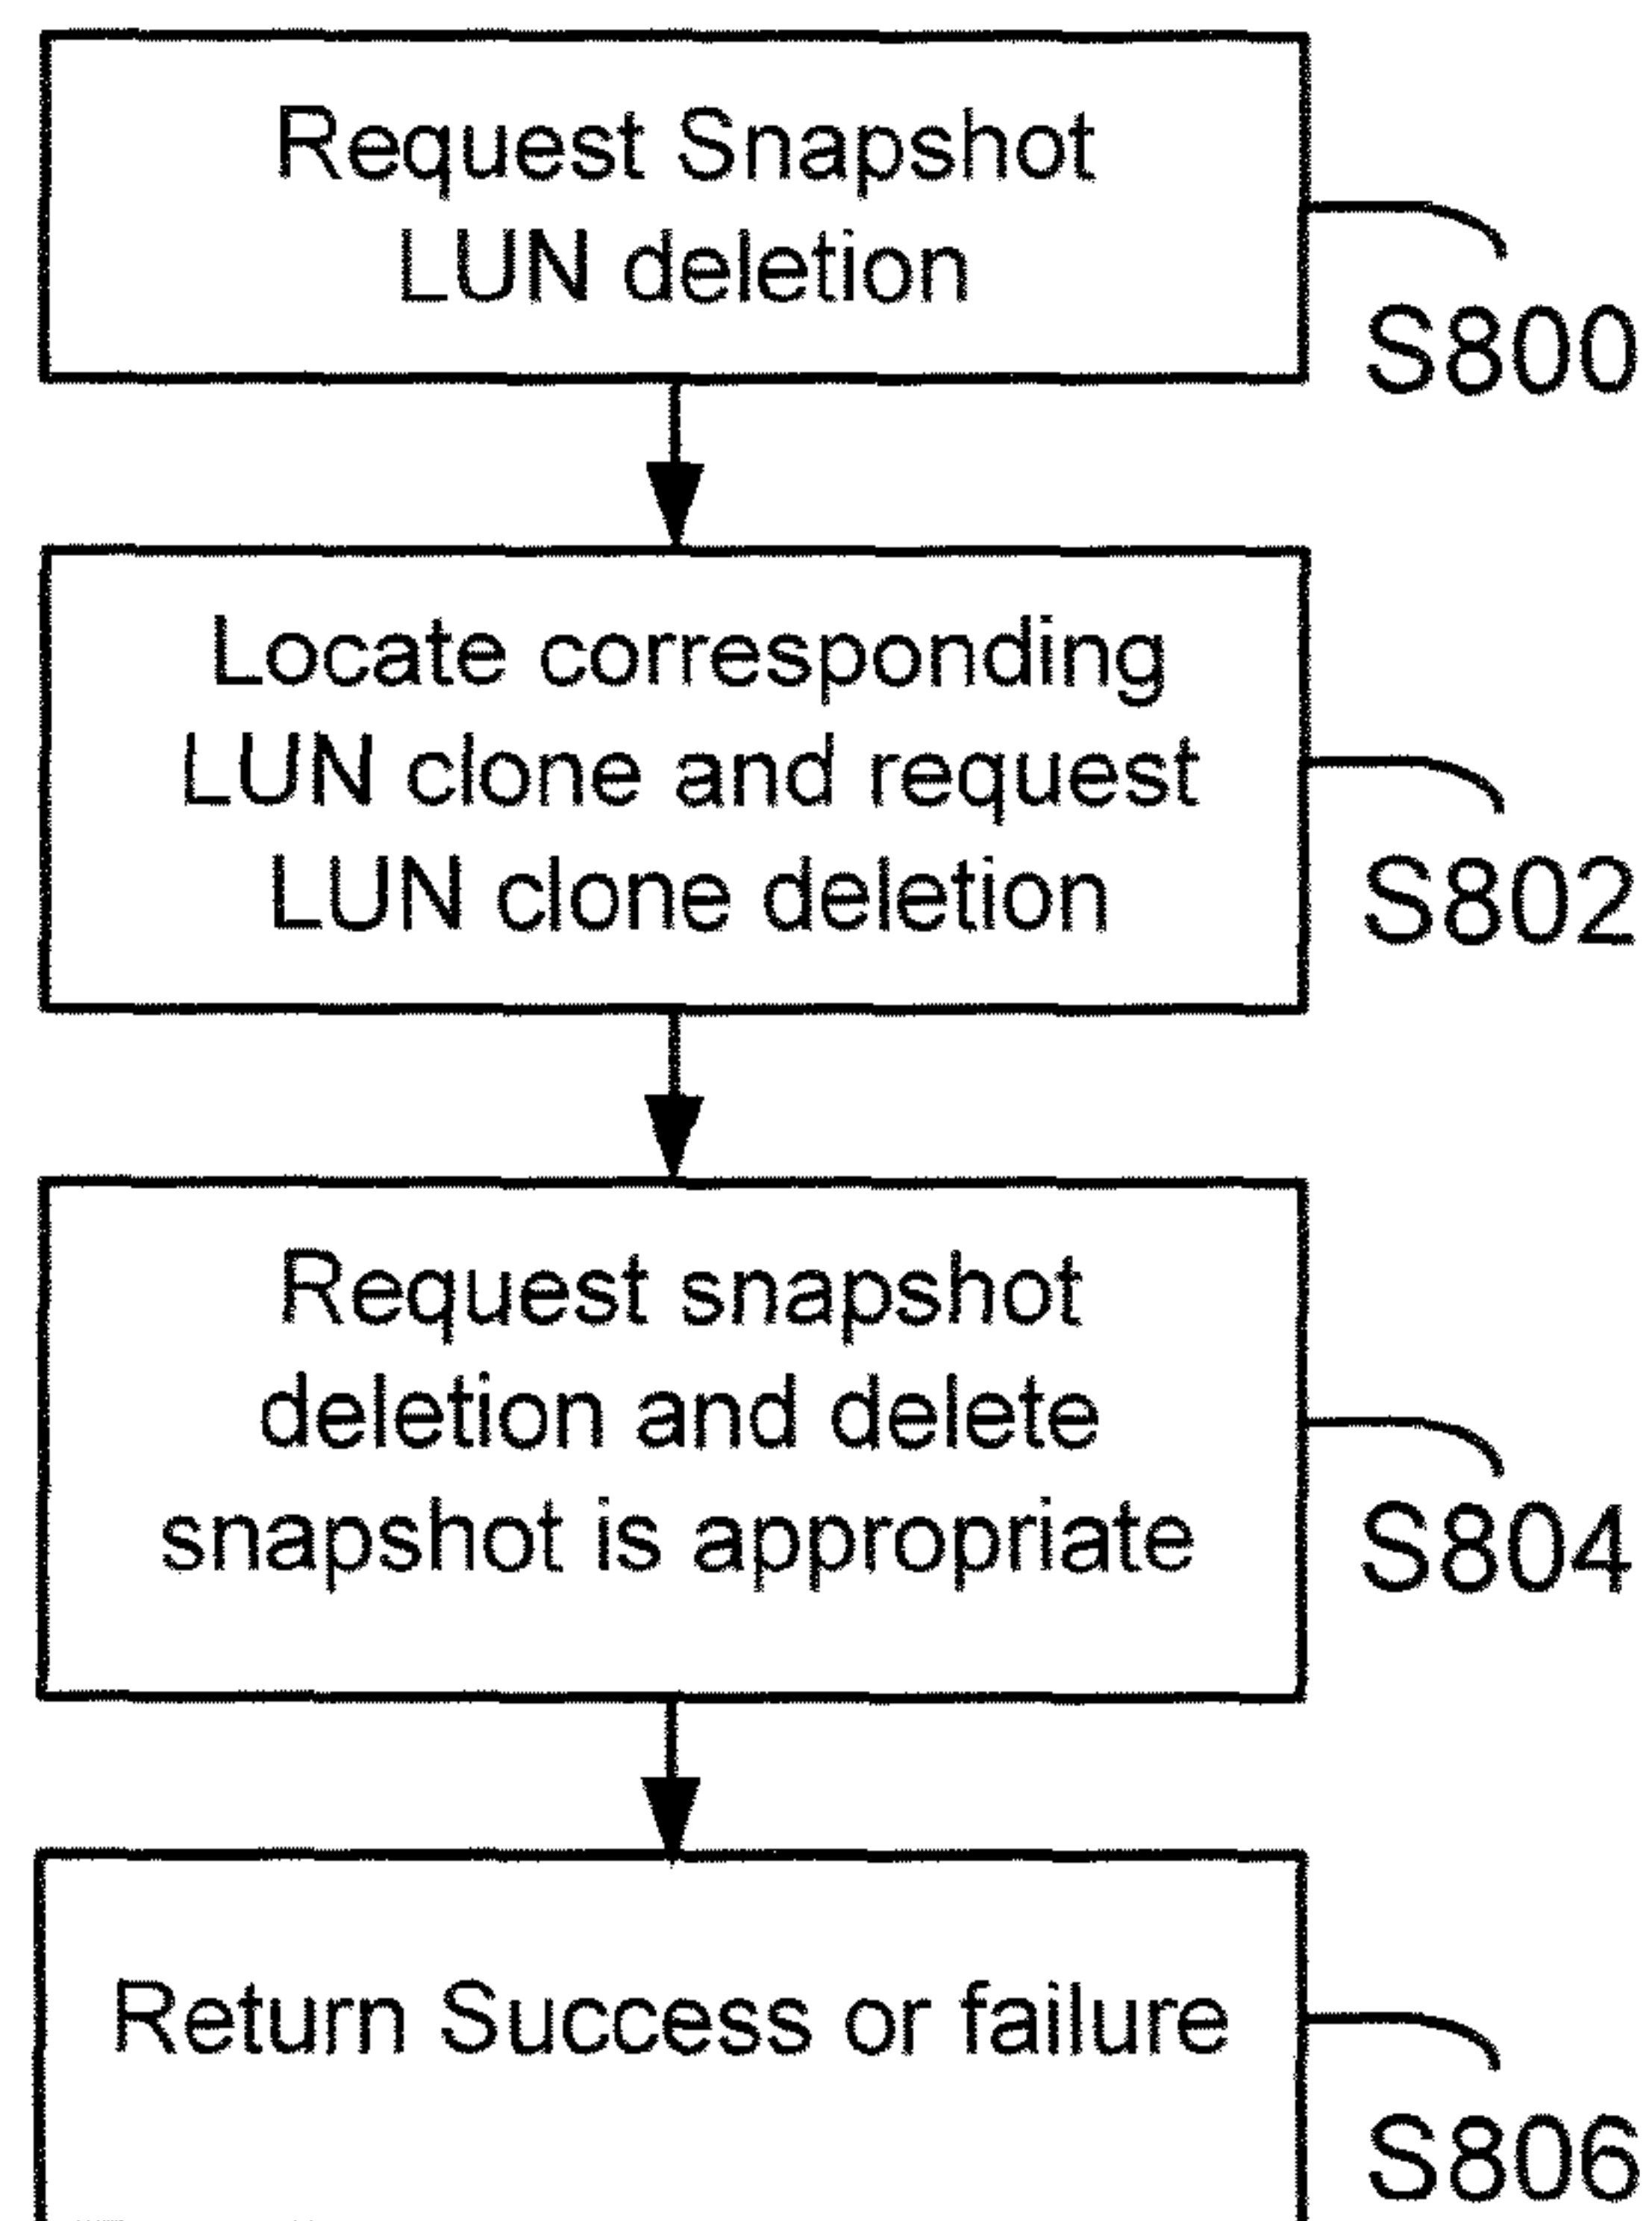 Request Snapshot
LUN deletion
S800
Locate corresponding
LUN clone and request
LUN clone deletion
S802
Request snapshot
deletion and delete
snapshot is appropriate
S804
Return Success or failure
S806